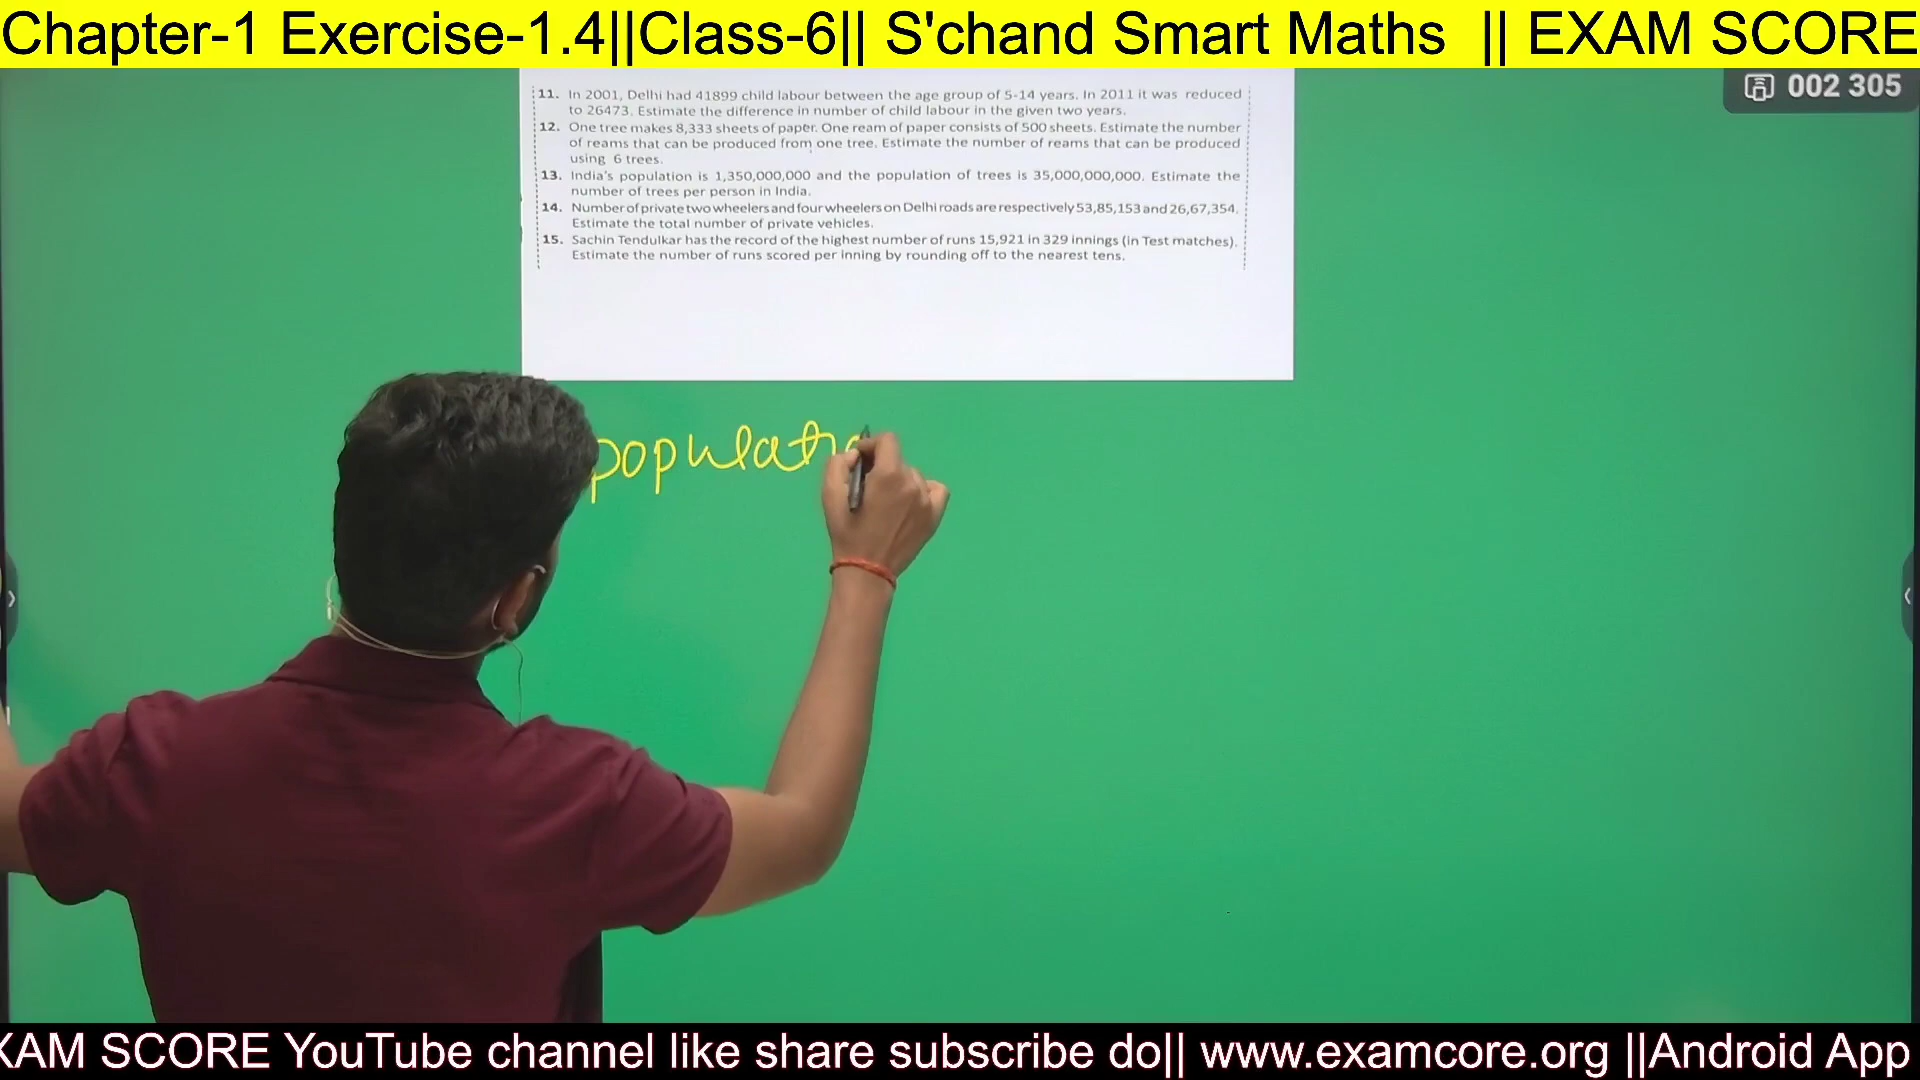 Chapter-1 Exercise-1.4||Class-6|| S'chand Smart Maths || EXAM SCORE
002 305
11. In 2001, Delhi had 41899 child labour between the age group of 5-14 years. In 2011 it was reduced
to 26473. Estimate the difference in number of child labour in the given two years.
12. One tree makes 8,333 sheets of paper. One ream of paper consists of 500 sheets. Estimate the number
of reams that can be produced from one tree. Estimate the number of reams that can be produced
using 6 trees.
13. India's population is 1,350,000,000 and the population of trees is 35,000,000,000. Estimate the
number of trees per person in India.
14. Number of private two wheelers and four wheelers on Delhi roads are respectively 53,85,153 and 26,67,354.
Estimate the total number of private vehicles.
15. Sachin Tendulkar has the record of the highest number of runs 15,921 in 329 innings (in Test matches).
Estimate the number of runs scored per inning by rounding off to the nearest tens.
populatio
XAM SCORE YouTube channel like share subscribe do|| www.examcore.org ||Android App